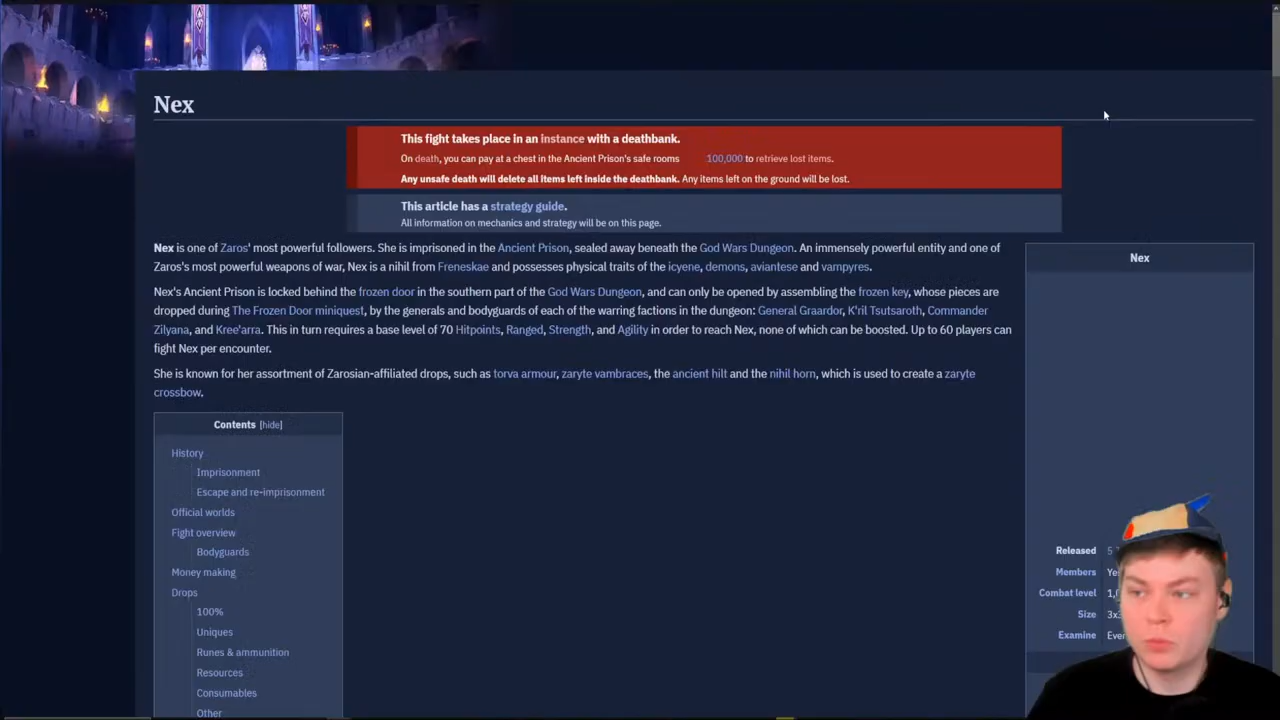 Nex
This fight takes place in an instance with a deathbank.
On death, you can pay at a chest in the Ancient Prison's safe rooms 100,000 to retrieve lost items.
Any unsafe death will delete all items left inside the deathbank. Any items left on the ground will be lost.
This article has a strategy guide.
All information on mechanics and strategy will be on this page.
Nex is one of Zaros' most powerful followers. She is imprisoned in the Ancient Prison, sealed away beneath the God Wars Dungeon. An immensely powerful entity and one of
Zaros's most powerful weapons of war, Nex is a nihil from Freneskae and possesses physical traits of the icyene, demons, aviantese and vampyres.
Nex's Ancient Prison is locked behind the frozen door in the southern part of the God Wars Dungeon, and can only be opened by assembling the frozen key, whose pieces are
dropped during The Frozen Door miniquest, by the generals and bodyguards of each of the warring factions in the dungeon: General Graardor, K'ril Tsutsaroth, Commander
Zilyana, and Kree'arra. This in turn requires a base level of 70 Hitpoints, Ranged, Strength, and Agility in order to reach Nex, none of which can be boosted. Up to 60 players can
fight Nex per encounter.
She is known for her assortment of Zarosian-affiliated drops, such as torva armour, zaryte vambraces, the ancient hilt and the nihil horn, which is used to create a zaryte
crossbow.
Contents [hide]
History
Imprisonment
Escape and re-imprisonment
Official worlds
Fight overview
Bodyguards
Money making
Drops
100%
Uniques
Runes & ammunition
Resources
Consumables
Other
Nex
Released
Members
Combat level
Size
Examine